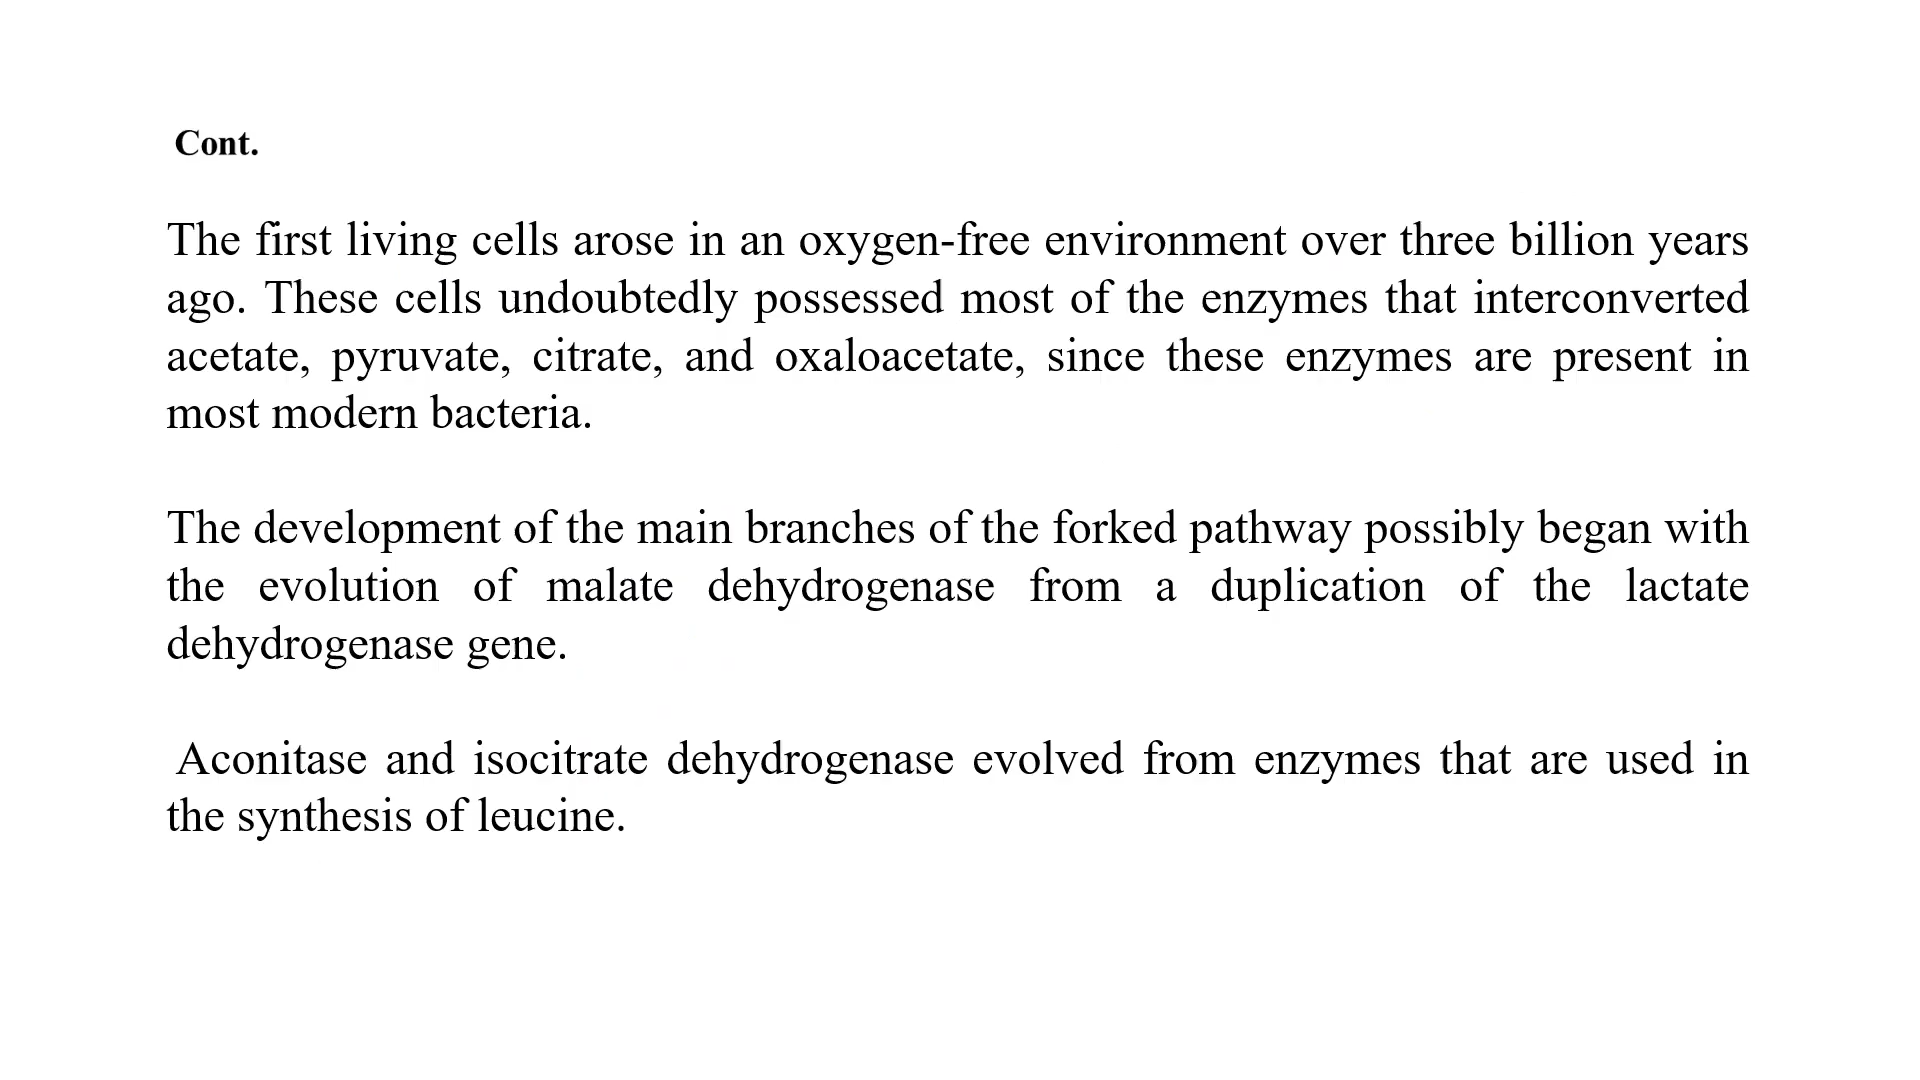 Cont.
The first living cells arose in an oxygen-free environment over three billion years
ago. These cells undoubtedly possessed most of the enzymes that interconverted
acetate, pyruvate, citrate, and oxaloacetate, since these enzymes are present in
most modern bacteria.
The development of the main branches of the forked pathway possibly began with
the evolution of malate dehydrogenase from a duplication of the lactate
dehydrogenase gene.
Aconitase and isocitrate dehydrogenase evolved from enzymes that are used in
the synthesis of leucine.